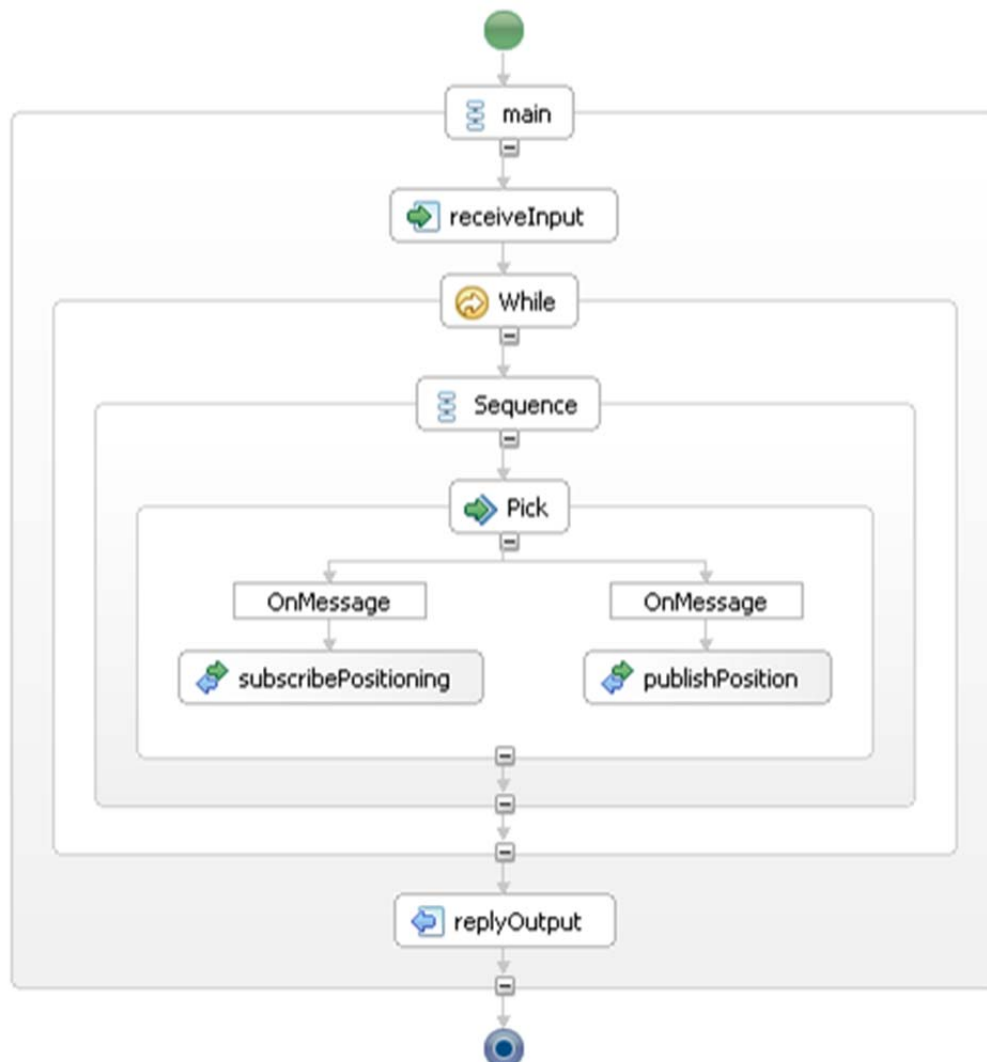 main
receiveInput
While
Sequence
Pick
OnMessage
OnMessage
subscribePositioning
publishPosition
replyOutput